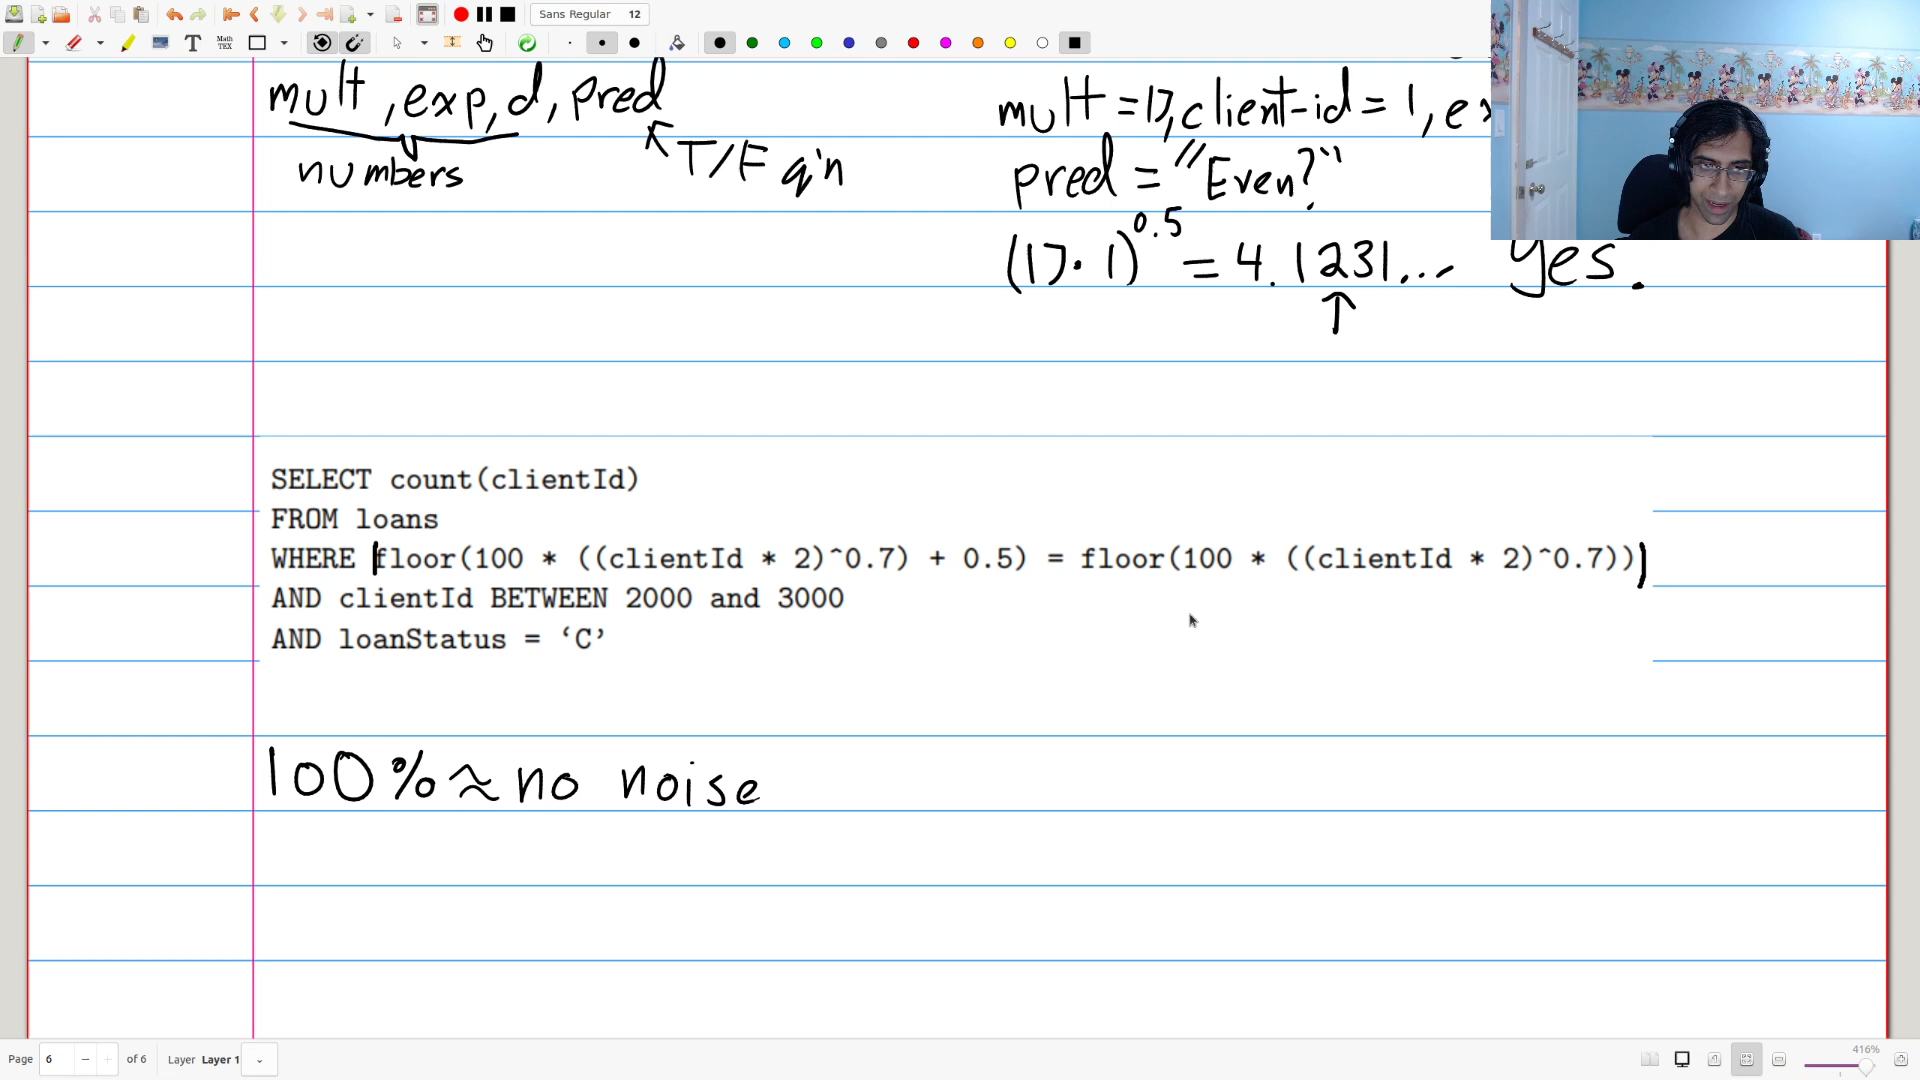 Sans Regular 12
Math
TEX
mult, exp, d, pred
numbers
T/F q'n
mult = 17, client-id = 1, ex
pred = "Even?"
(17· 1)^0.5 = 4.1231... Yes.
SELECT count(clientId)
FROM loans
WHERE floor(100 * ((clientId * 2)^0.7) + 0.5) = floor(100 * ((clientId * 2)^0.7))
AND clientId BETWEEN 2000 and 3000
AND loanStatus = ‘C’
100% ≈ no noise
Page 6 of 6 Layer Layer 1
416%